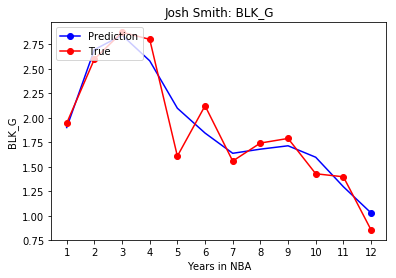 Josh Smith: BLK_G
Prediction
True
BLK_G
2.75
2.50
2.25
2.00
1.75
1.50
1.25
1.00
0.75
1 2 3 4 5 6 7 8 9 10 11 12
Years in NBA